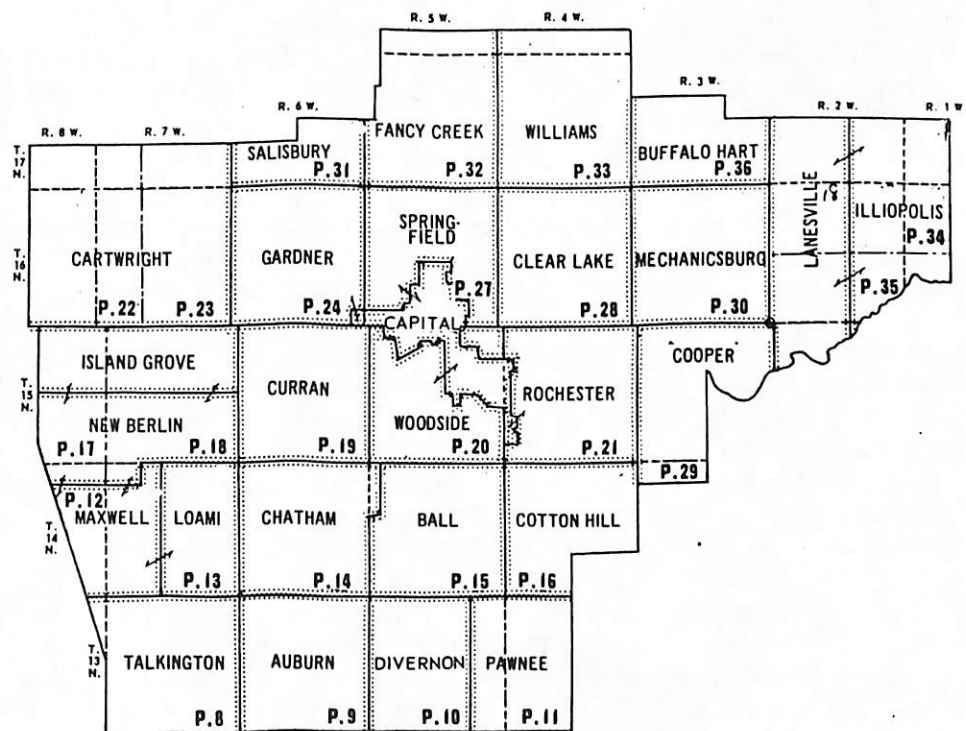 R. 5 W.
R. 4 W.
R. 3 W.
R. 6 W.
R. 2 W.
R. 1 W.
R. 8 W.
R. 7 W.
T. 17 N.
FANCY CREEK
WILLIAMS
SALISBURY
BUFFALO HART
P.31
P.32
P.33
P.36
LANESVILLE
ILLIOPOLIS
P.34
T. 16 N.
SPRING-
FIELD
CARTWRIGHT
GARDNER
CLEAR LAKE
MECHANICSBURG
P.27
P.22
P.23
P.24
P.28
P.30
P.35
CAPITAL
T. 15 N.
ISLAND GROVE
COOPER
CURRAN
ROCHESTER
NEW BERLIN
WOODSIDE
P.17
P.18
P.19
P.20
P.21
P.29
P.12
T. 14 N.
MAXWELL
LOAMI
CHATHAM
BALL
COTTON HILL
P.13
P.14
P.15
P.16
T. 13 N.
TALKINGTON
AUBURN
DIVERNON
PAWNEE
P.8
P.9
P.10
P.11